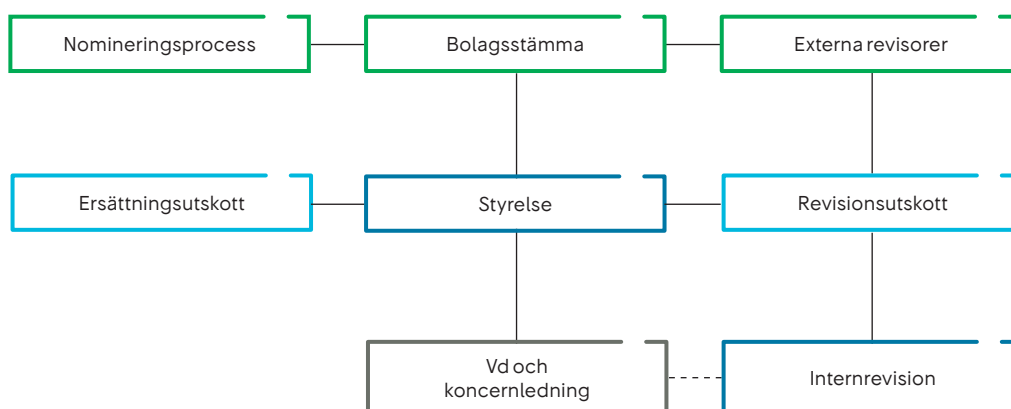 Nomineringsprocess
Bolagsstämma
Externa revisorer
Ersättningsutskott
Styrelse
Revisionsutskott
Vd och
koncernledning
Internrevision